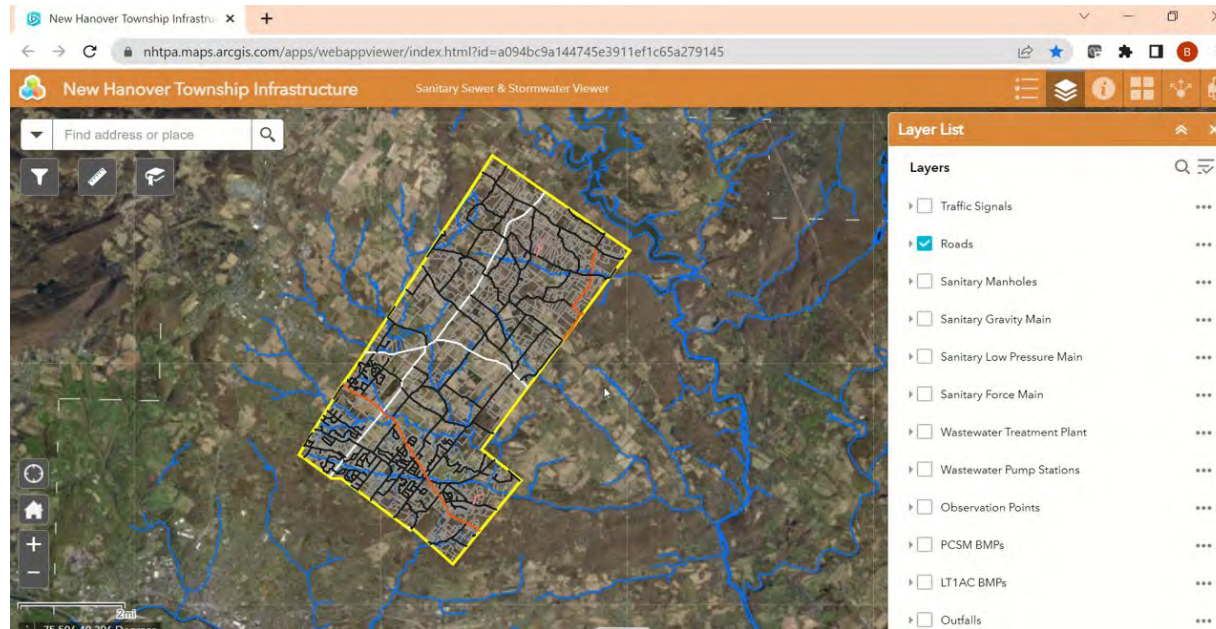 New Hanover Township Infrastru
nhtpa.maps.arcgis.com/apps/webappviewer/index.html?id=a094bc9a144745e3911ef1c65a279145
B
New Hanover Township Infrastructure
Sanitary Sewer & Stormwater Viewer
Find address or place
Layer List
Layers
Traffic Signals
Roads
Sanitary Manholes
Sanitary Gravity Main
Sanitary Low Pressure Main
Sanitary Force Main
Wastewater Treatment Plant
Wastewater Pump Stations
Observation Points
PCSM BMPs
LT1AC BMPs
Outfalls
2mi